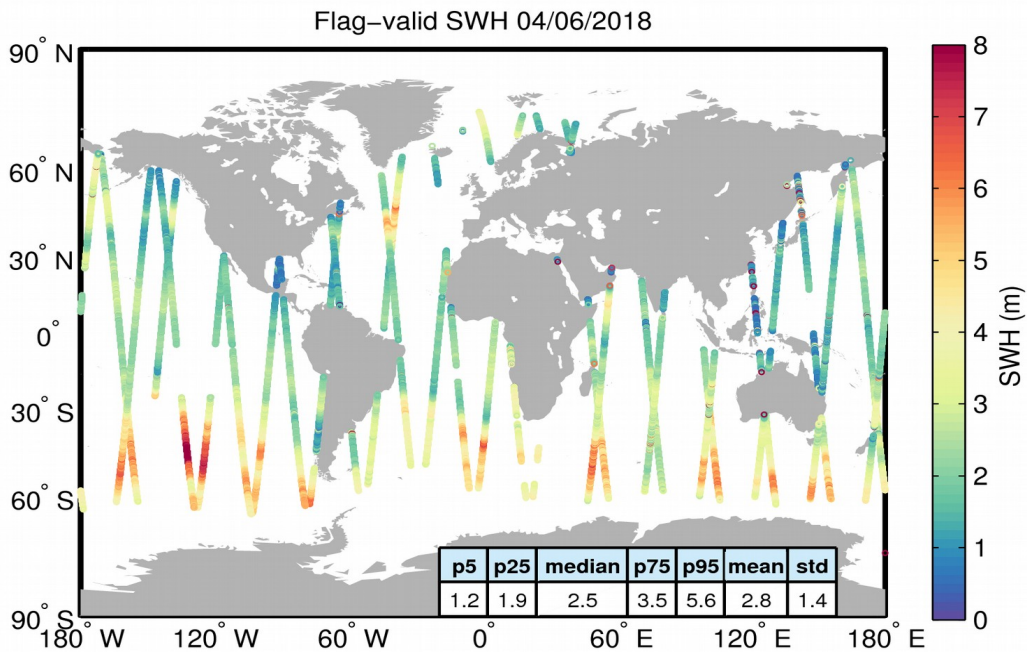 Flag−valid SWH 04/06/2018
90° N
60° N
30° N
0°
30° S
60° S
90° S
180° W
120° W
60° W
0°
60° E
120° E
180° E
p5 p25 median p75 p95 mean std
1.2 1.9 2.5 3.5 5.6 2.8 1.4
8
7
6
5
4
3
2
1
0
SWH (m)